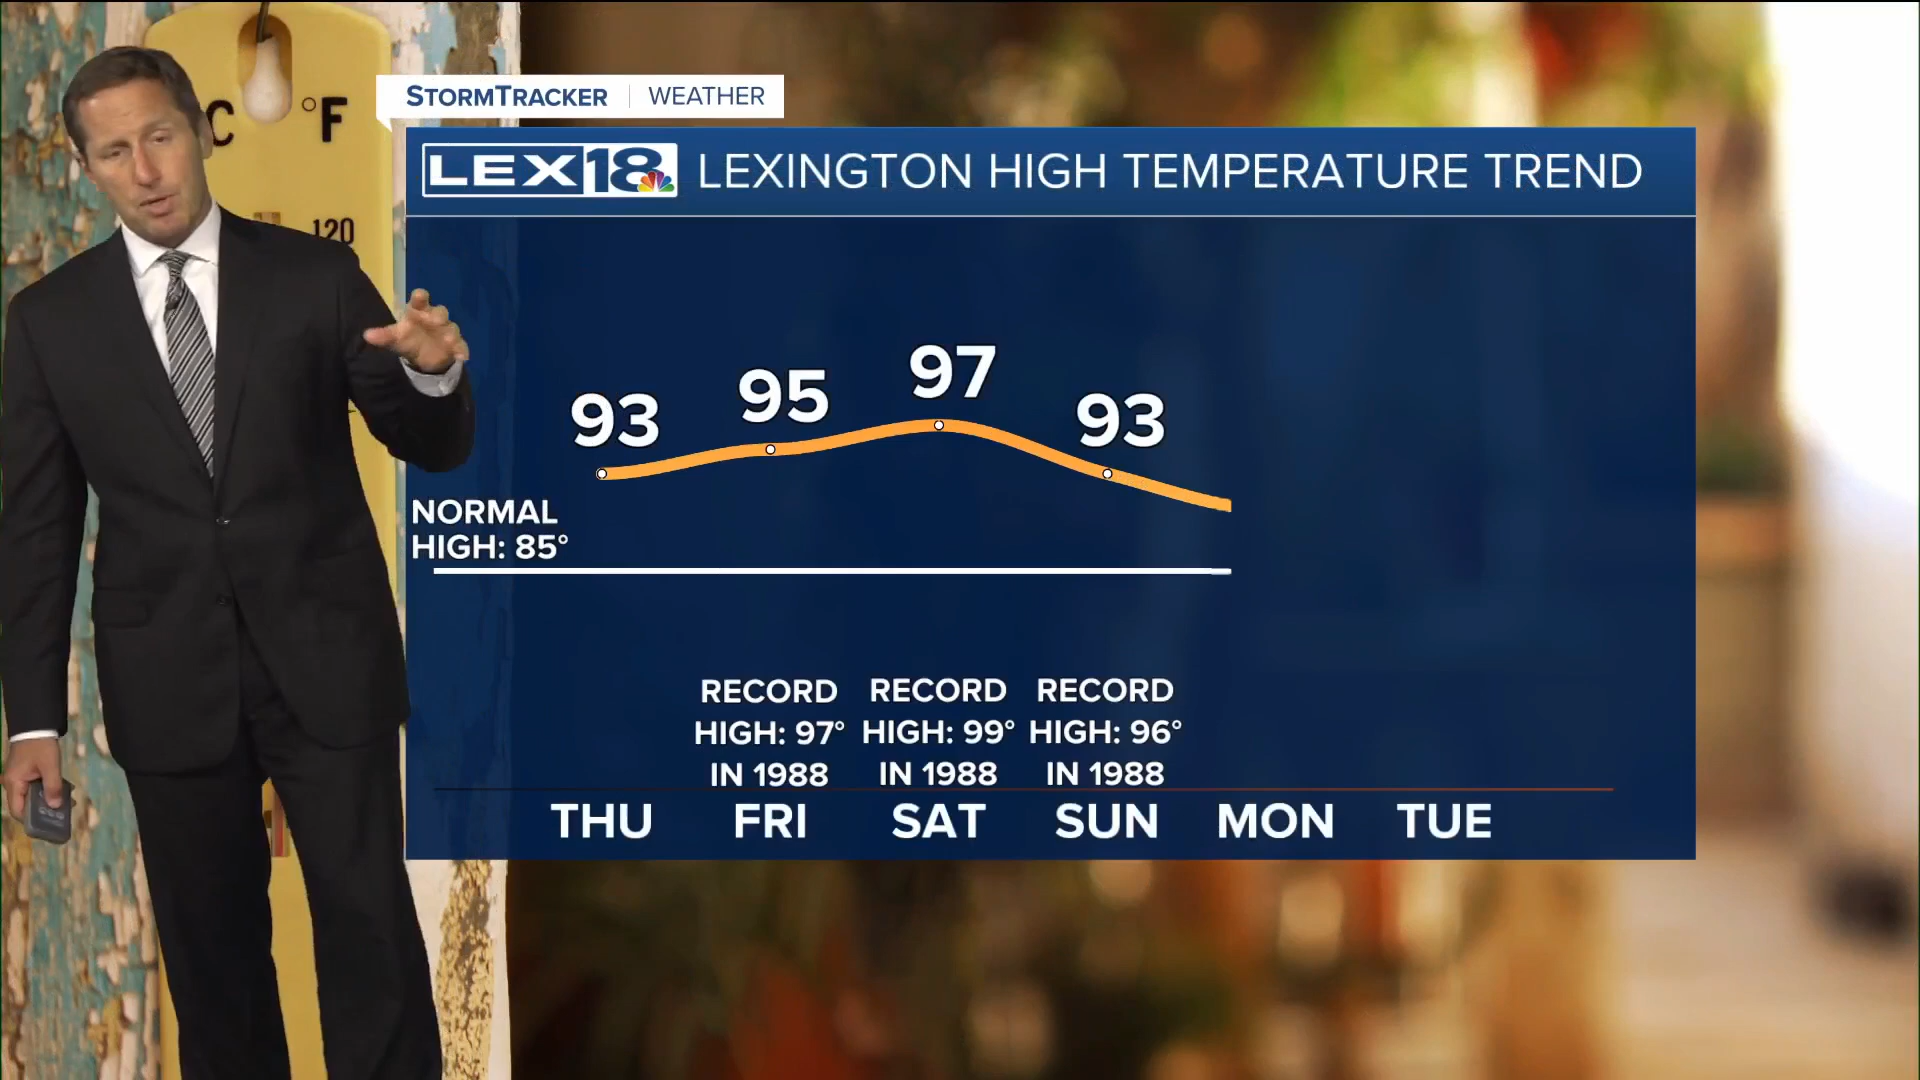 C °F
120
STORMTRACKER | WEATHER
LEX18 LEXINGTON HIGH TEMPERATURE TREND
93 95 97 93
NORMAL
HIGH: 85°
RECORD RECORD RECORD
HIGH: 97° HIGH: 99° HIGH: 96°
IN 1988 IN 1988 IN 1988
THU FRI SAT SUN MON TUE